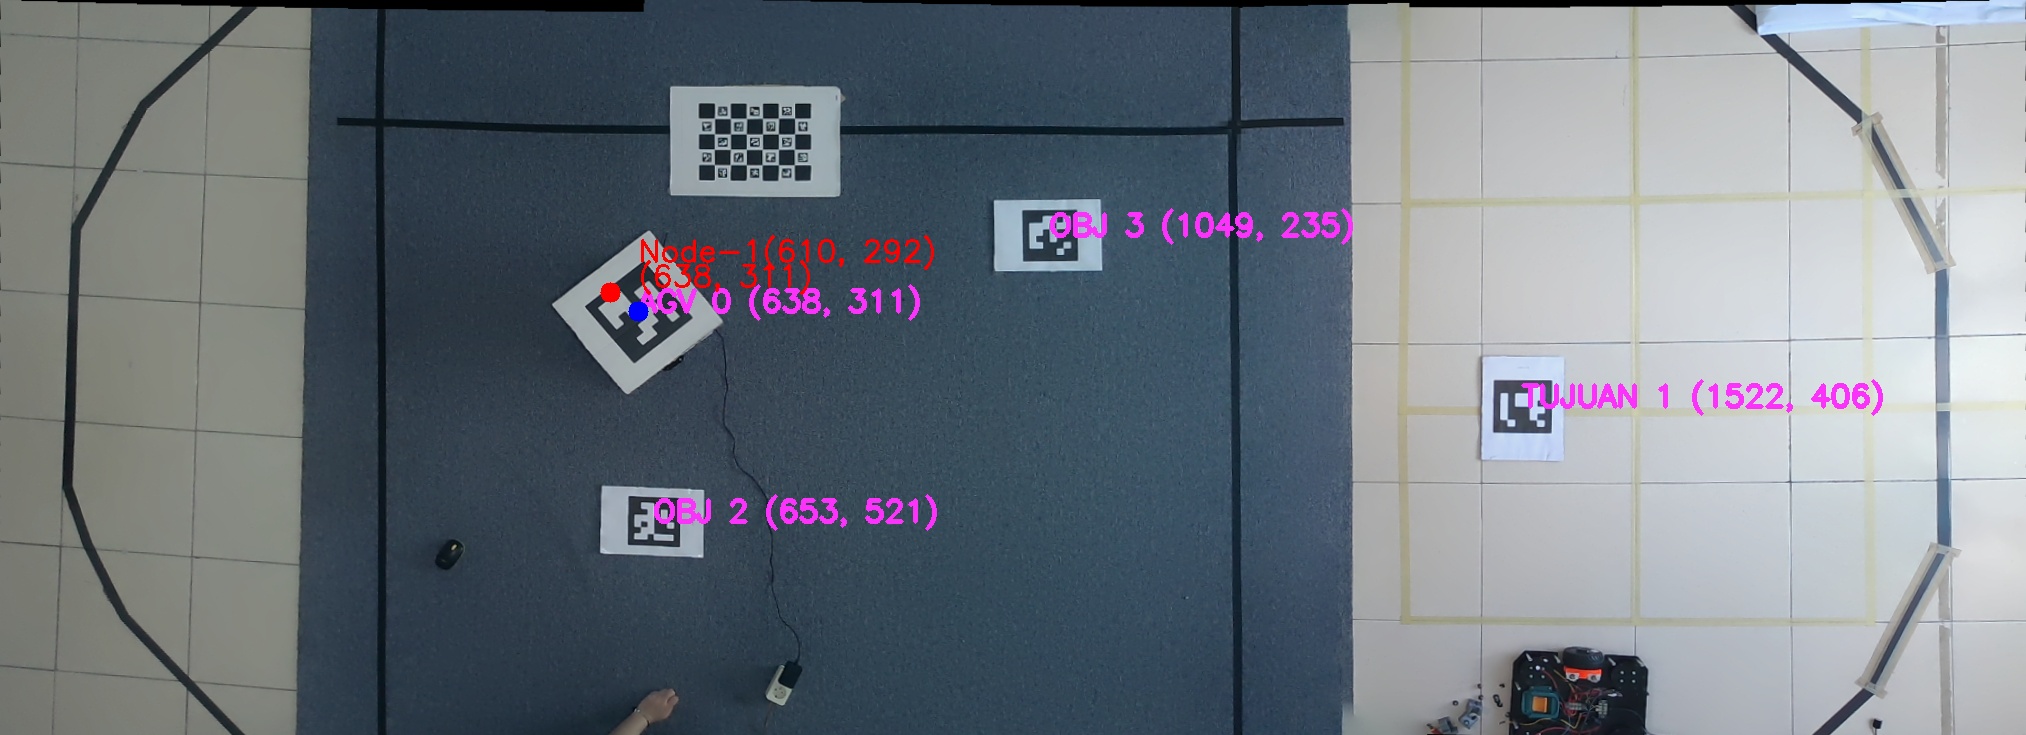 OBJ 3 (1049, 235)
Node-1(610, 292)
(638, 311)
AGV 0 (638, 311)
TUJUAN 1 (1522, 406)
OBJ 2 (653, 521)